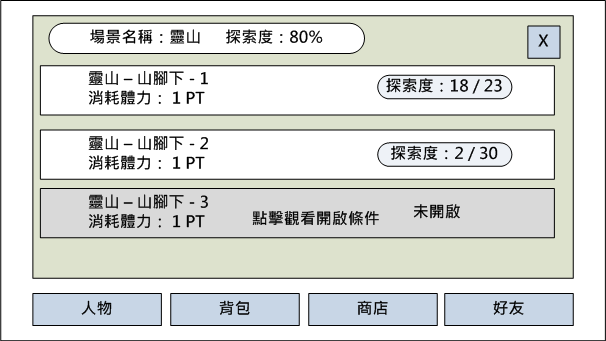 場景名稱：靈山　探索度：80%
X
靈山 – 山腳下 - 1
消耗體力： 1 PT
探索度：18 / 23
靈山 – 山腳下 - 2
消耗體力： 1 PT
探索度：2 / 30
靈山 – 山腳下 - 3
消耗體力： 1 PT
點擊觀看開啟條件
未開啟
人物
背包
商店
好友